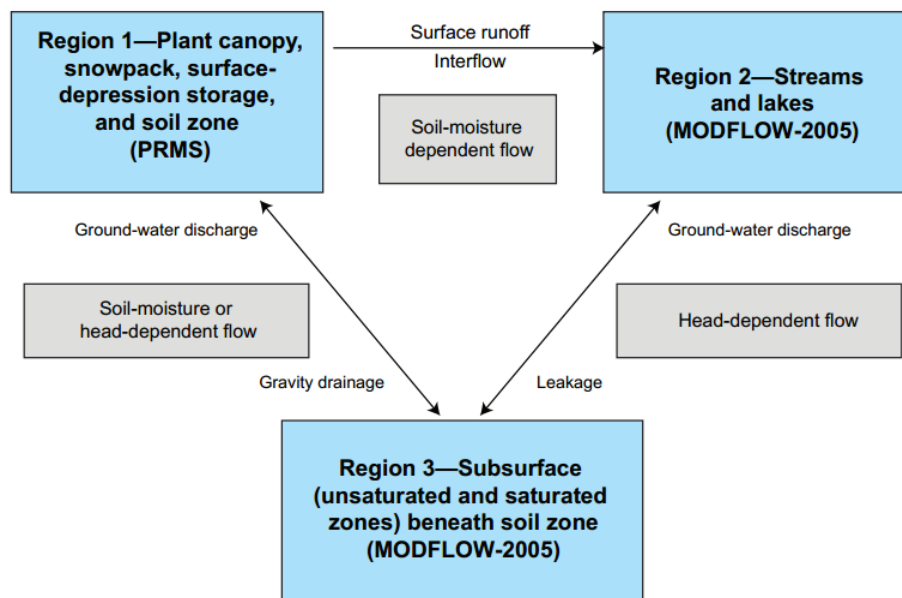 Region 1—Plant canopy,
snowpack, surface-
depression storage,
and soil zone
(PRMS)
Surface runoff
Interflow
Soil-moisture
dependent flow
Region 2—Streams
and lakes
(MODFLOW-2005)
Ground-water discharge
Ground-water discharge
Soil-moisture or
head-dependent flow
Head-dependent flow
Gravity drainage
Leakage
Region 3—Subsurface
(unsaturated and saturated
zones) beneath soil zone
(MODFLOW-2005)